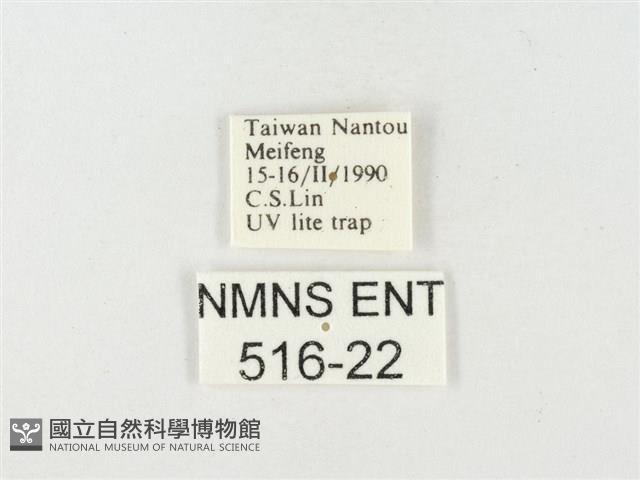 Taiwan Nantou
Meifeng
15-16/II/1990
C.S.Lin
UV lite trap
NMNS ENT
516-22
國立自然科學博物館
NATIONAL MUSEUM OF NATURAL SCIENCE